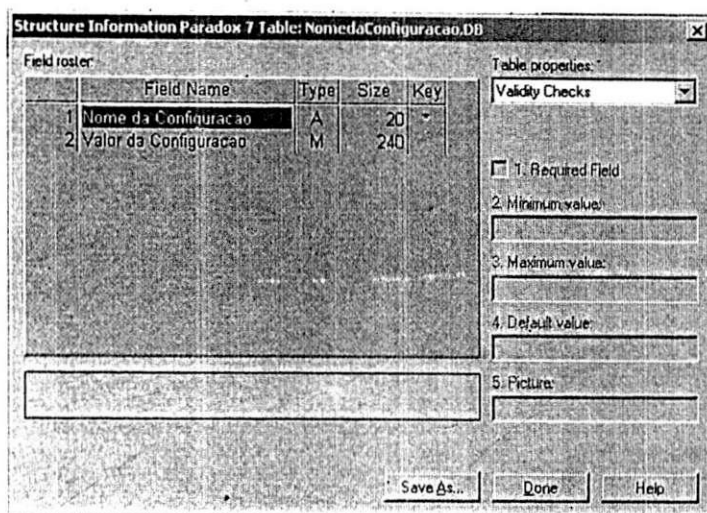 Structure Information Paradox 7 Table: NomedaConfiguracao.DB
Field roster:
Field Name Type Size Key
1 Nome da Configuracao A 20 *
2 Valor da Configuracao M 240
Table properties:
Validity Checks
1. Required Field
2. Minimum value:
3. Maximum value:
4. Default value:
5. Picture:
Save As...
Done
Help